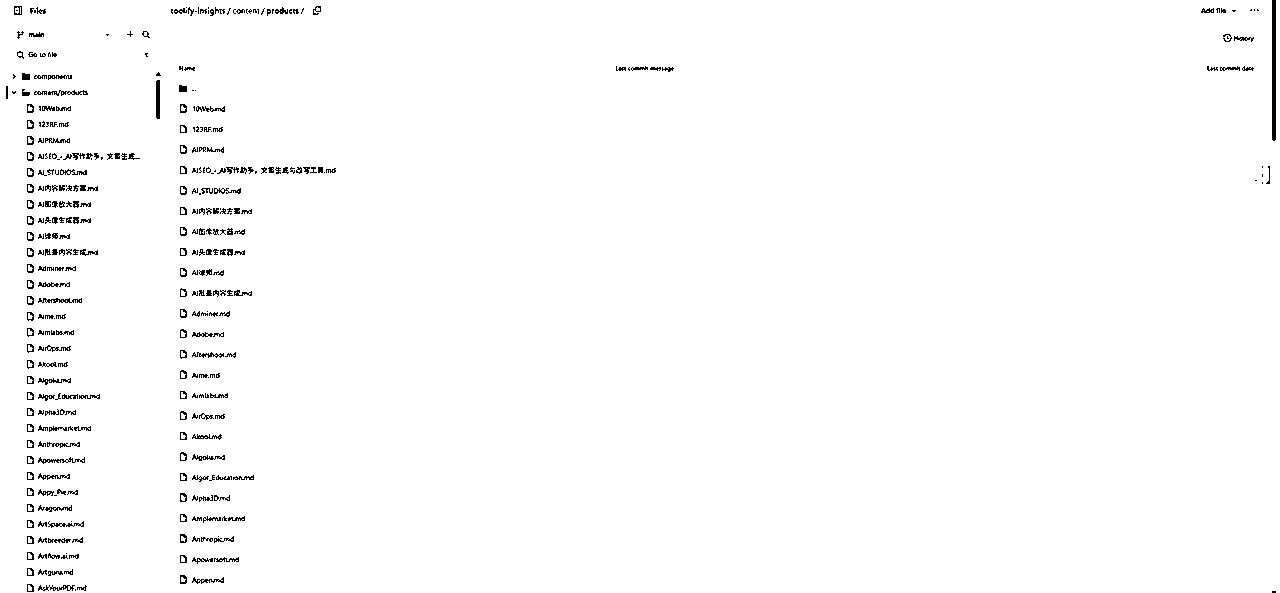 Files
main
Go to file
t
components
content/products
10Web.md
123RF.md
AIPRM.md
AISEO_-_AI写作助手，文案生成...
AI_STUDIOS.md
AI内容解决方案.md
AI图像放大器.md
AI头像生成器.md
AI律师.md
AI批量内容生成.md
Adminer.md
Adobe.md
Aftershoot.md
Aime.md
Aimlabs.md
AirOps.md
Akool.md
Algolia.md
Algor_Education.md
Alpha3D.md
Amplemarket.md
Anthropic.md
Apowersoft.md
Appen.md
Appy_Pie.md
Aragon.md
ArtSpace.ai.md
Artbreeder.md
Artflow.ai.md
Artguru.md
AskYourPDF.md
toolify-insights / content / products /
Add file
History
Name
Last commit message
Last commit date
..
10Web.md
123RF.md
AIPRM.md
AISEO_-_AI写作助手，文案生成与改写工具.md
AI_STUDIOS.md
AI内容解决方案.md
AI图像放大器.md
AI头像生成器.md
AI律师.md
AI批量内容生成.md
Adminer.md
Adobe.md
Aftershoot.md
Aime.md
Aimlabs.md
AirOps.md
Akool.md
Algolia.md
Algor_Education.md
Alpha3D.md
Amplemarket.md
Anthropic.md
Apowersoft.md
Appen.md